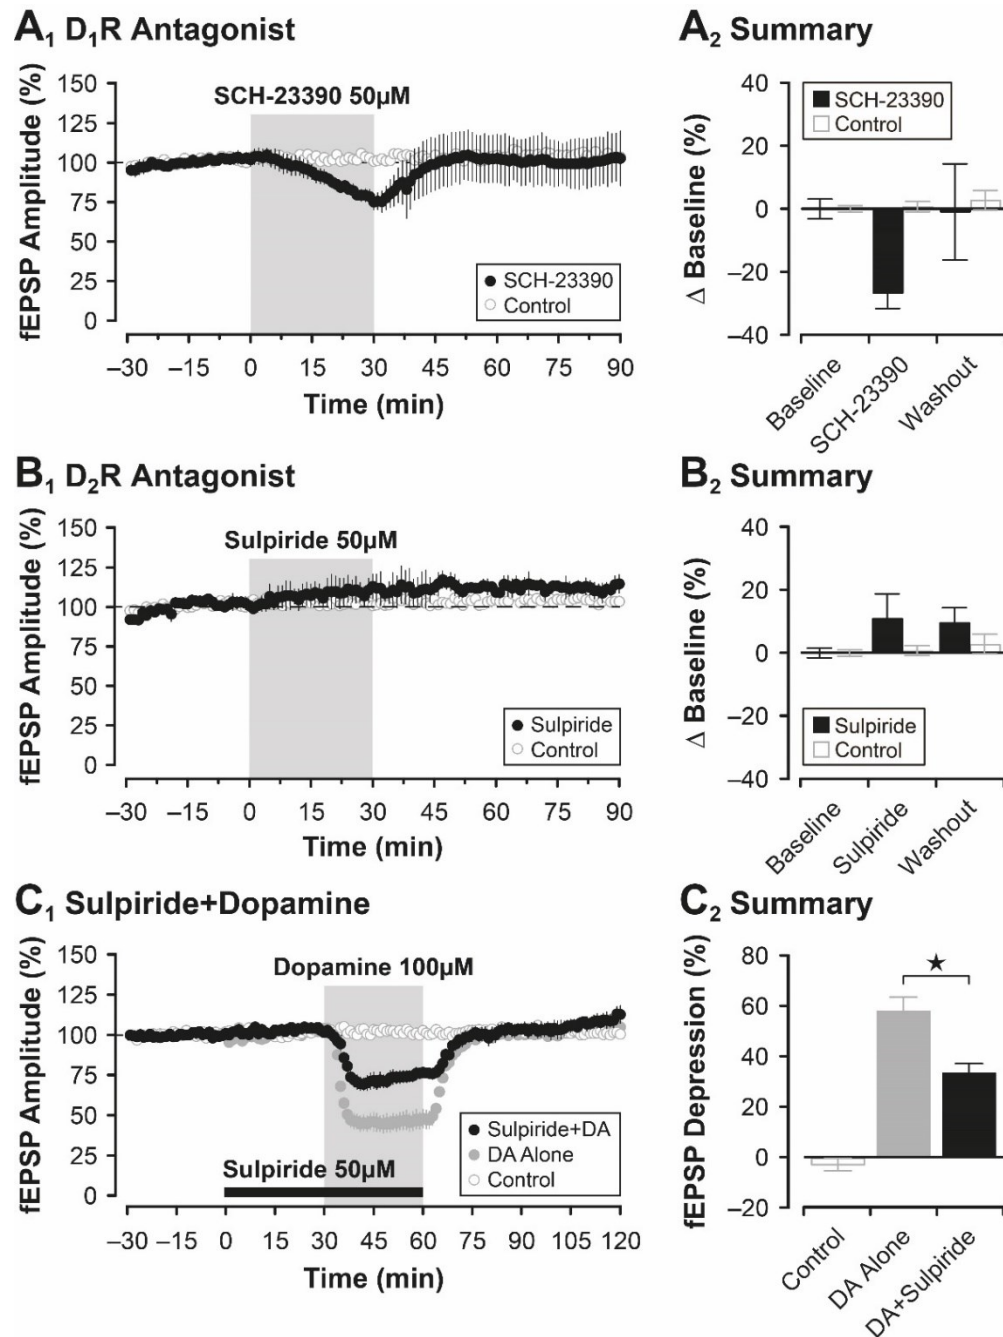 A₁ D₁R Antagonist
fEPSP Amplitude (%)
150
125
100
75
50
25
0
SCH-23390 50µM
SCH-23390
Control
–30 –15 0 15 30 45 60 75 90
Time (min)
A₂ Summary
Δ Baseline (%)
40
20
0
–20
–40
SCH-23390
Control
Baseline
SCH-23390
Washout
B₁ D₂R Antagonist
fEPSP Amplitude (%)
150
125
100
75
50
25
0
Sulpiride 50µM
Sulpiride
Control
–30 –15 0 15 30 45 60 75 90
Time (min)
B₂ Summary
Δ Baseline (%)
40
20
0
–20
–40
Sulpiride
Control
Baseline
Sulpiride
Washout
C₁ Sulpiride+Dopamine
fEPSP Amplitude (%)
150
125
100
75
50
25
0
Dopamine 100µM
Sulpiride+DA
DA Alone
Control
Sulpiride 50µM
–30 –15 0 15 30 45 60 75 90 105 120
Time (min)
C₂ Summary
fEPSP Depression (%)
80
60
40
20
0
–20
★
Control
DA Alone
DA+Sulpiride